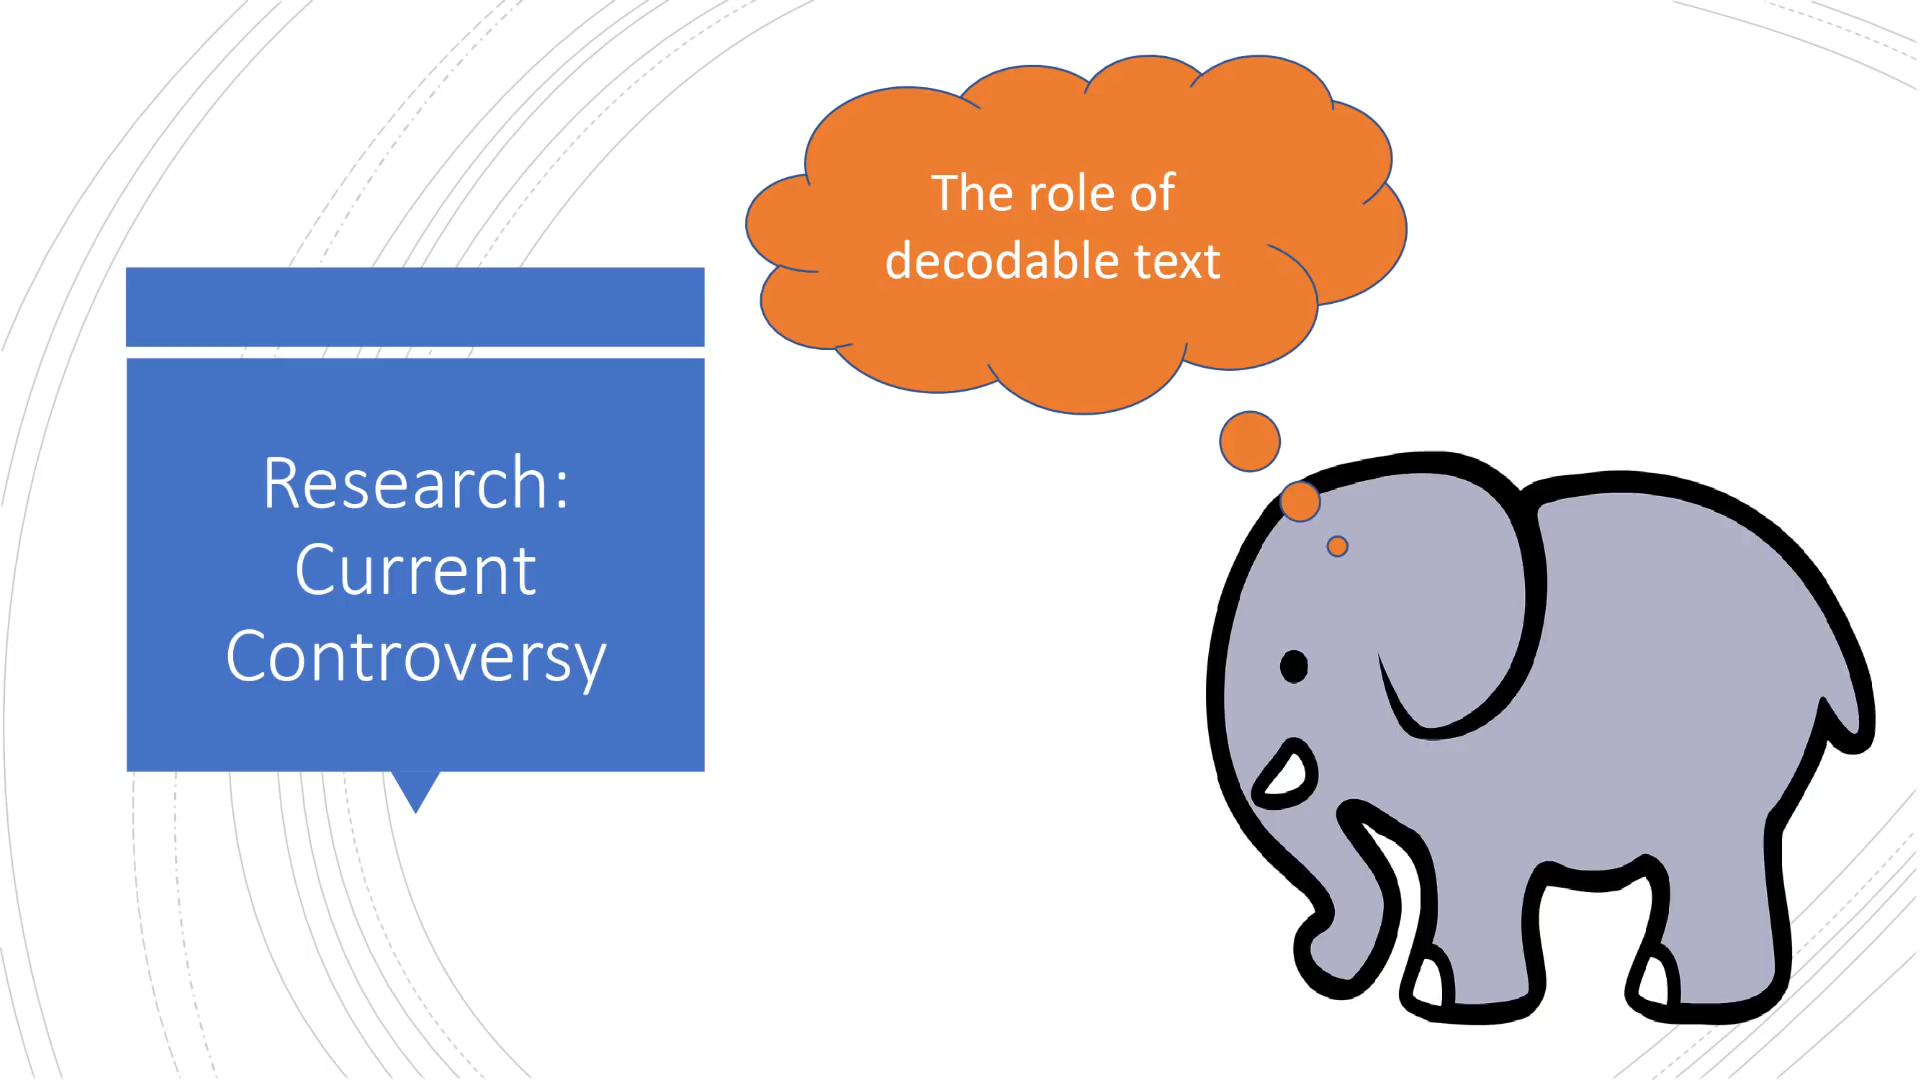 Research:
Current
Controversy
The role of
decodable text